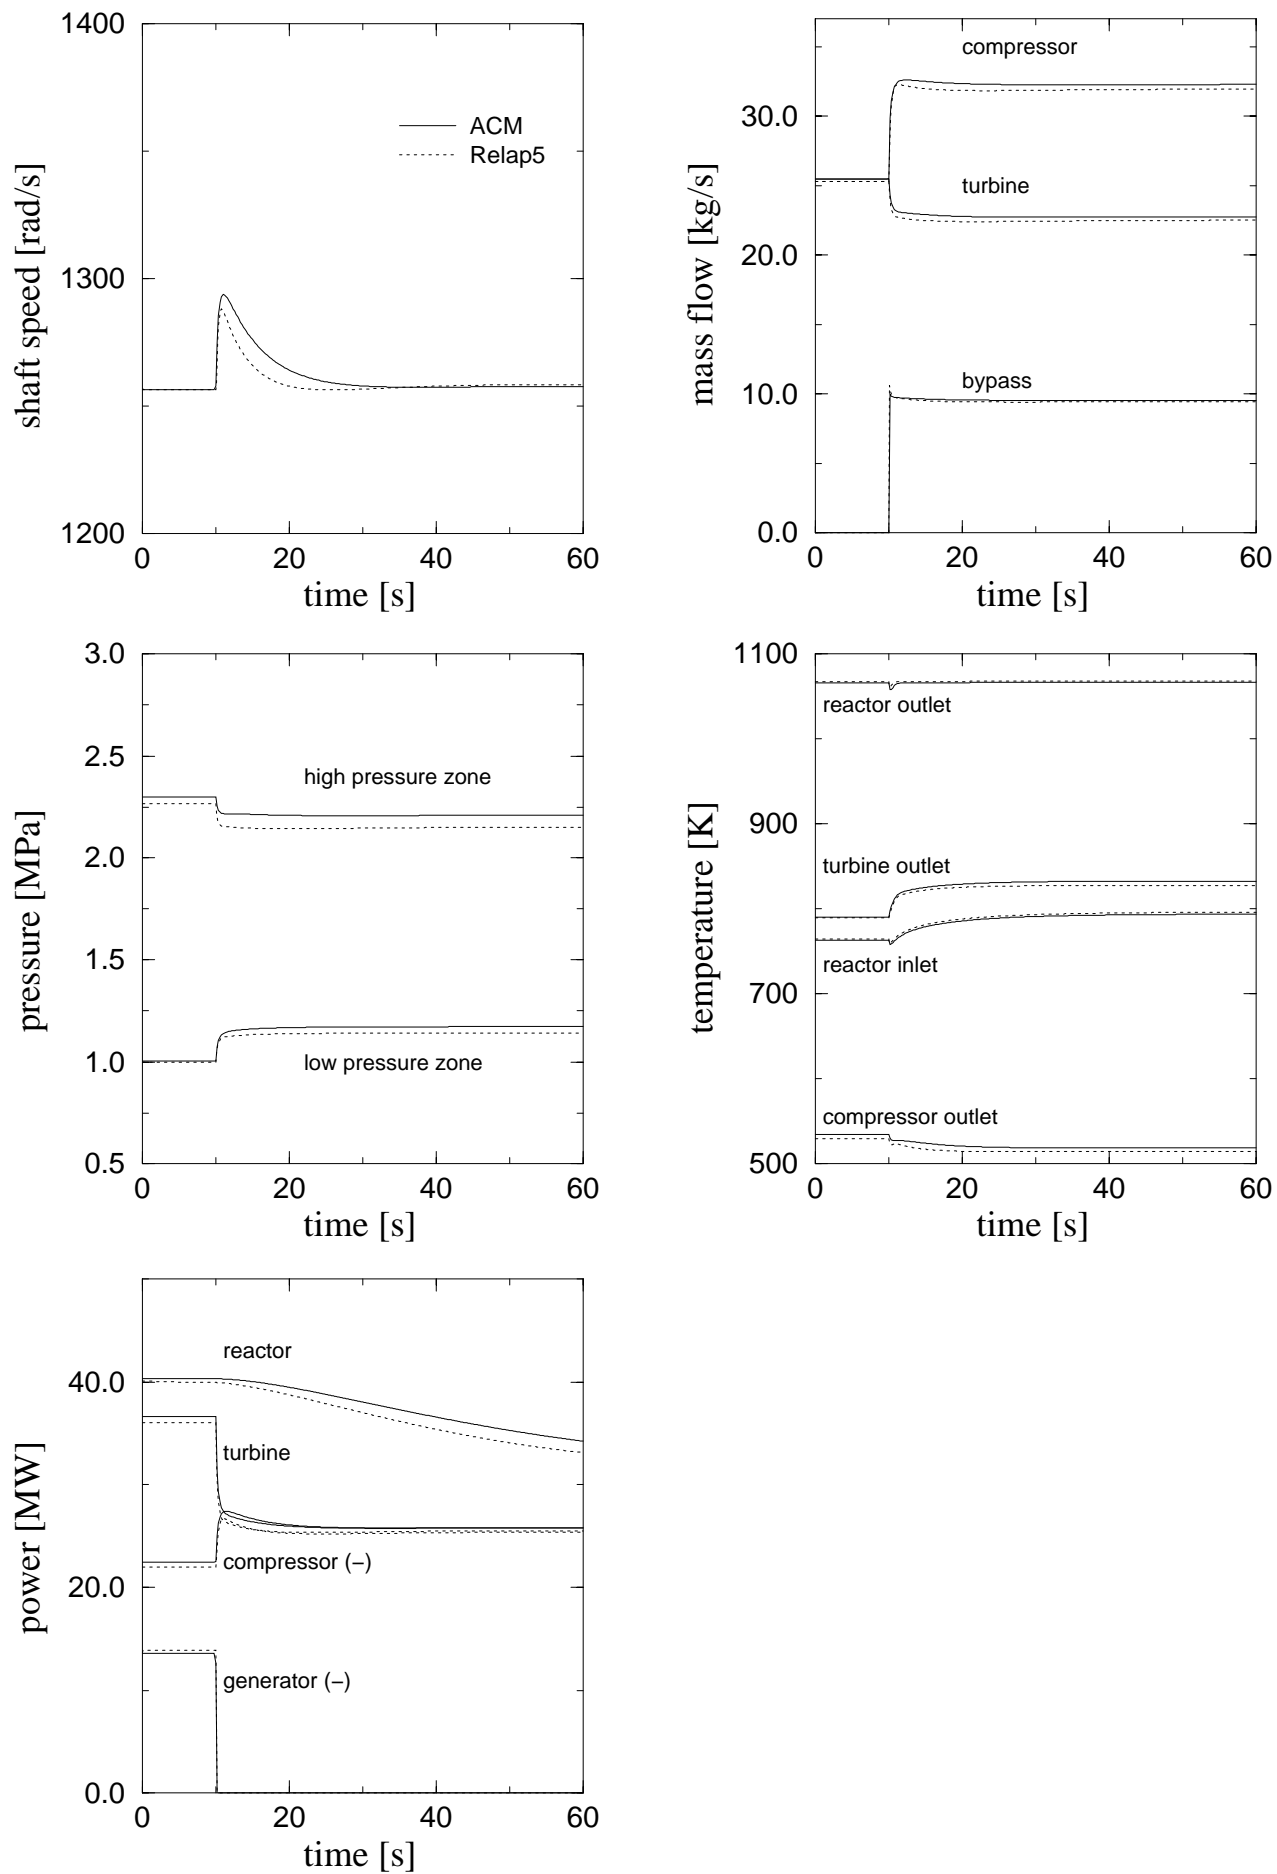 1400
1300
1200
shaft speed [rad/s]
ACM
Relap5
0
20
40
60
time [s]
30.0
20.0
10.0
0.0
mass flow [kg/s]
compressor
turbine
bypass
0
20
40
60
time [s]
3.0
2.5
2.0
1.5
1.0
0.5
pressure [MPa]
high pressure zone
low pressure zone
0
20
40
60
time [s]
1100
900
700
500
temperature [K]
reactor outlet
turbine outlet
reactor inlet
compressor outlet
0
20
40
60
time [s]
40.0
20.0
0.0
power [MW]
reactor
turbine
compressor (−)
generator (−)
0
20
40
60
time [s]